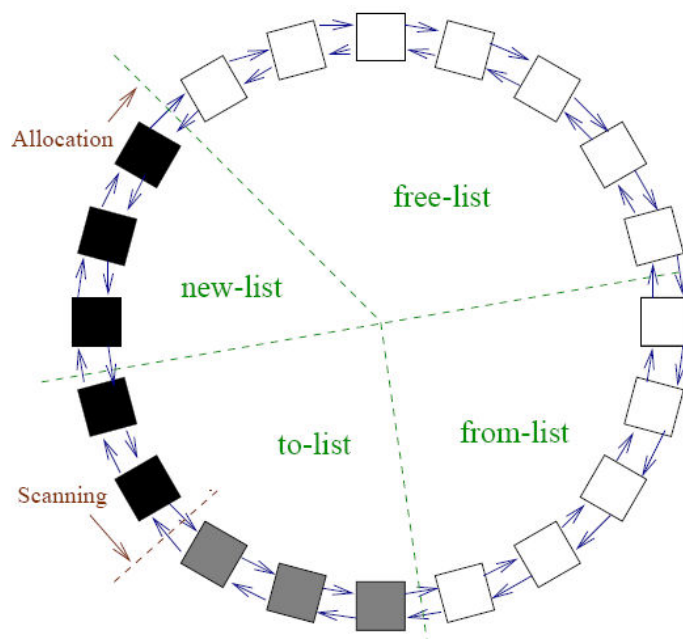 Allocation
free-list
new-list
to-list
from-list
Scanning